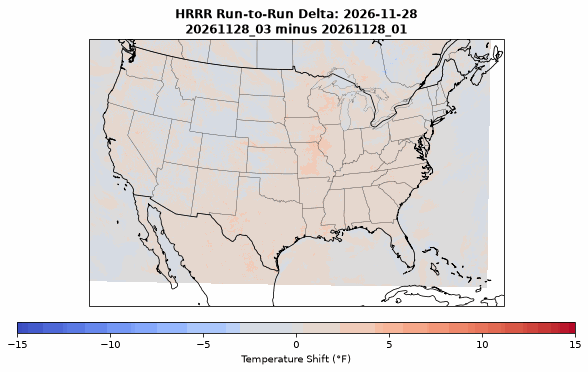 HRRR Run-to-Run Delta: 2026-11-28
20261128_03 minus 20261128_01
−15 −10 −5 0 5 10 15
Temperature Shift (°F)